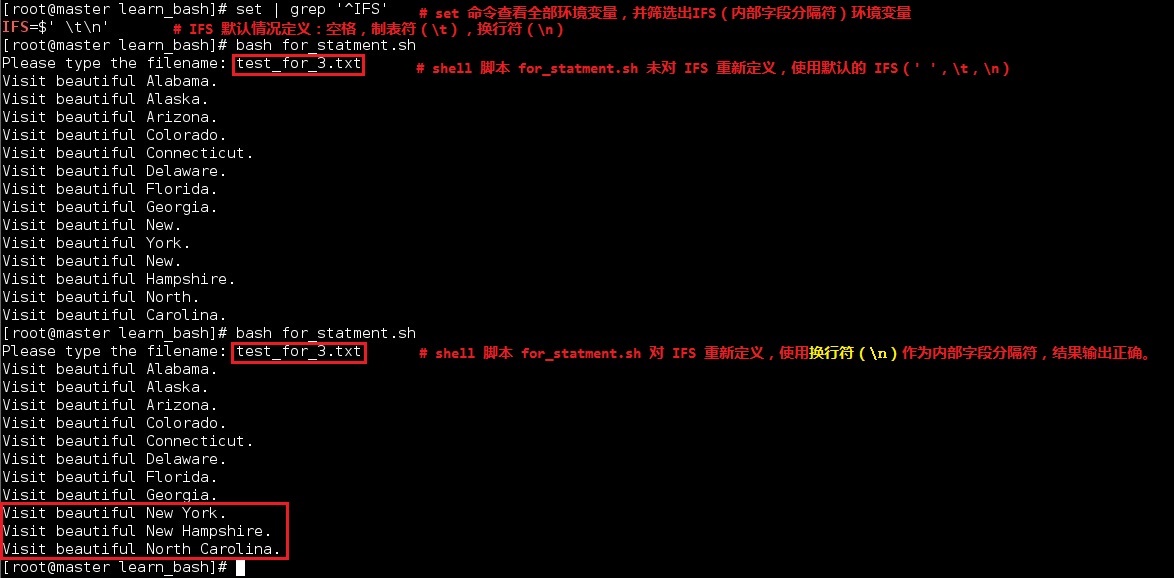 [root@master learn_bash]# set | grep '^IFS' # set 命令查看全部环境变量，并筛选出IFS（内部字段分隔符）环境变量
IFS=$' \t\n' # IFS 默认情况定义：空格，制表符（\t），换行符（\n）
[root@master learn_bash]# bash for_statment.sh
Please type the filename: test_for_3.txt # shell 脚本 for_statment.sh 未对 IFS 重新定义，使用默认的 IFS（' '，\t，\n）
Visit beautiful Alabama.
Visit beautiful Alaska.
Visit beautiful Arizona.
Visit beautiful Colorado.
Visit beautiful Connecticut.
Visit beautiful Delaware.
Visit beautiful Florida.
Visit beautiful Georgia.
Visit beautiful New.
Visit beautiful York.
Visit beautiful New.
Visit beautiful Hampshire.
Visit beautiful North.
Visit beautiful Carolina.
[root@master learn_bash]# bash for_statment.sh
Please type the filename: test_for_3.txt # shell 脚本 for_statment.sh 对 IFS 重新定义，使用换行符（\n）作为内部字段分隔符，结果输出正确。
Visit beautiful Alabama.
Visit beautiful Alaska.
Visit beautiful Arizona.
Visit beautiful Colorado.
Visit beautiful Connecticut.
Visit beautiful Delaware.
Visit beautiful Florida.
Visit beautiful Georgia.
Visit beautiful New York.
Visit beautiful New Hampshire.
Visit beautiful North Carolina.
[root@master learn_bash]#